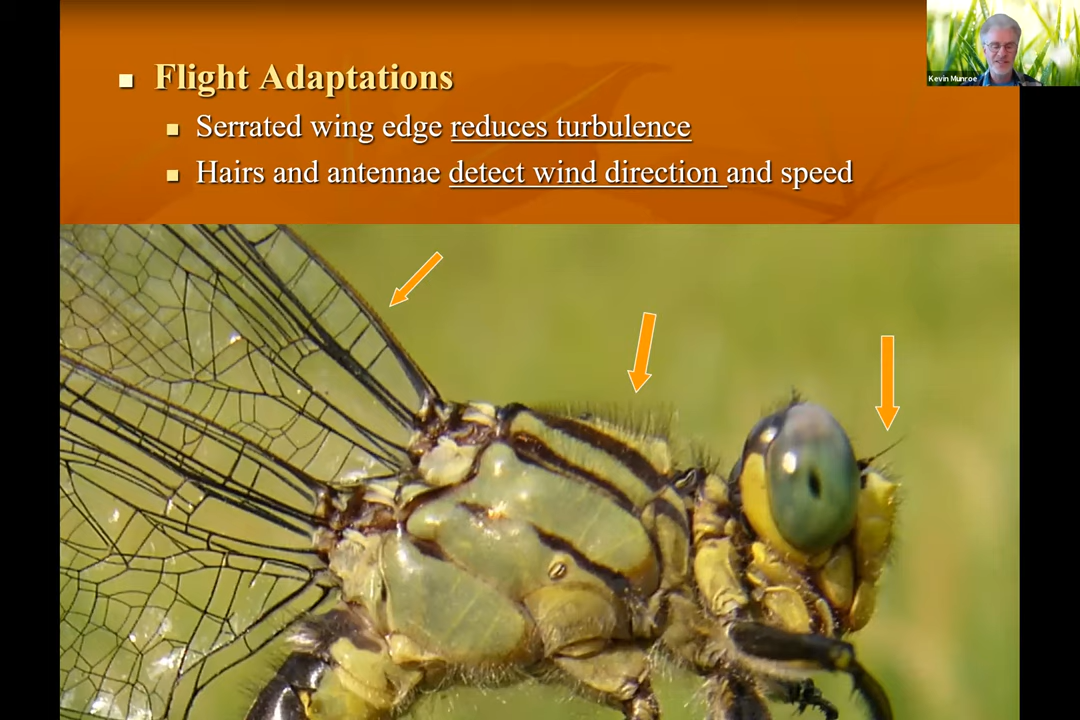 Flight Adaptations
Serrated wing edge reduces turbulence
Hairs and antennae detect wind direction and speed
Kevin Munroe